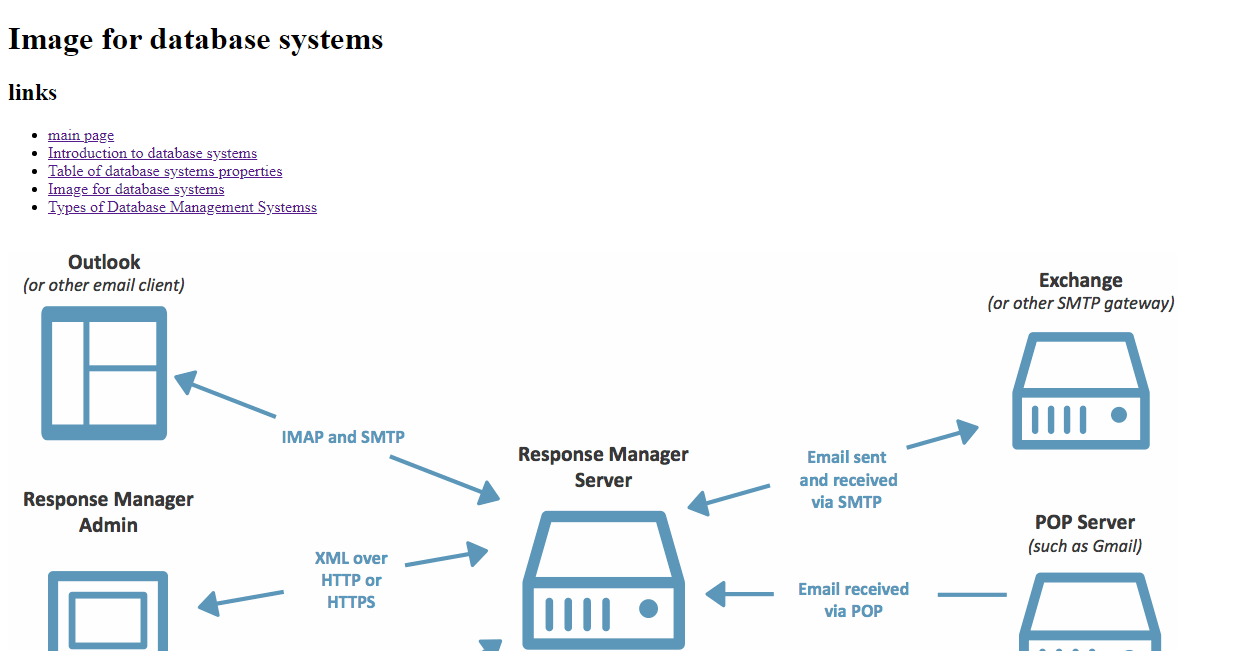 Image for database systems
links
main page
Introduction to database systems
Table of database systems properties
Image for database systems
Types of Database Management Systemss
Outlook
(or other email client)
Exchange
(or other SMTP gateway)
IMAP and SMTP
Response Manager
Server
Email sent
and received
via SMTP
Response Manager
Admin
POP Server
(such as Gmail)
XML over
HTTP or
HTTPS
Email received
via POP